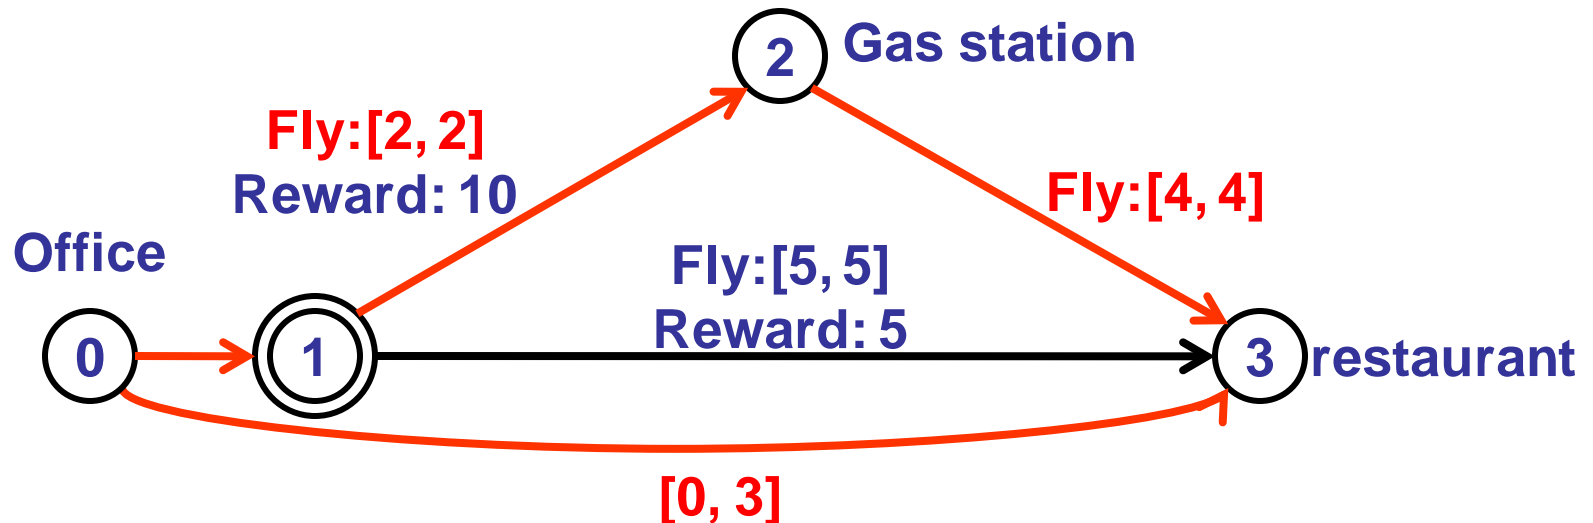 2
Gas station
Fly:[2, 2]
Reward: 10
Fly:[4, 4]
Office
Fly:[5, 5]
Reward: 5
0
1
3
restaurant
[0, 3]